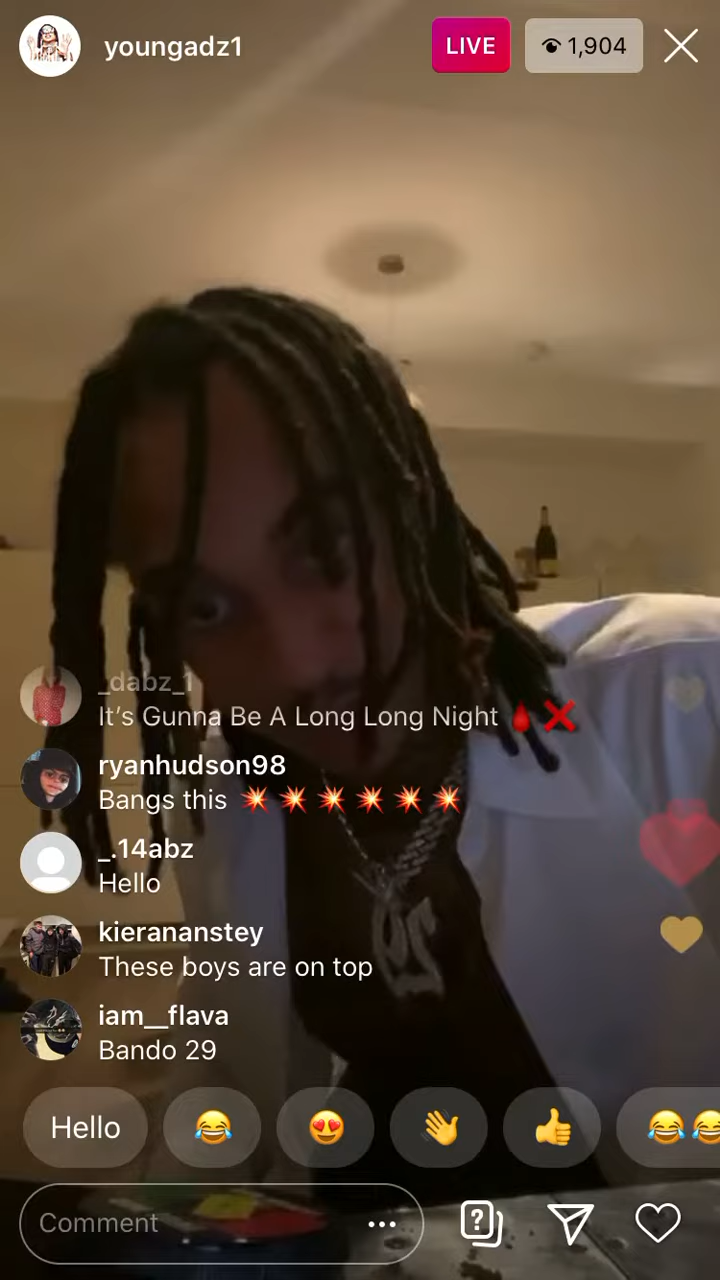 youngadz1
LIVE
1,904
_dabz_1
It’s Gunna Be A Long Long Night 🩸❌
ryanhudson98
Bangs this 💥💥💥💥💥💥
_.14abz
Hello
kierananstey
These boys are on top
iam__flava
Bando 29
Hello 😂 😍 👋 👍 😂😂
Comment